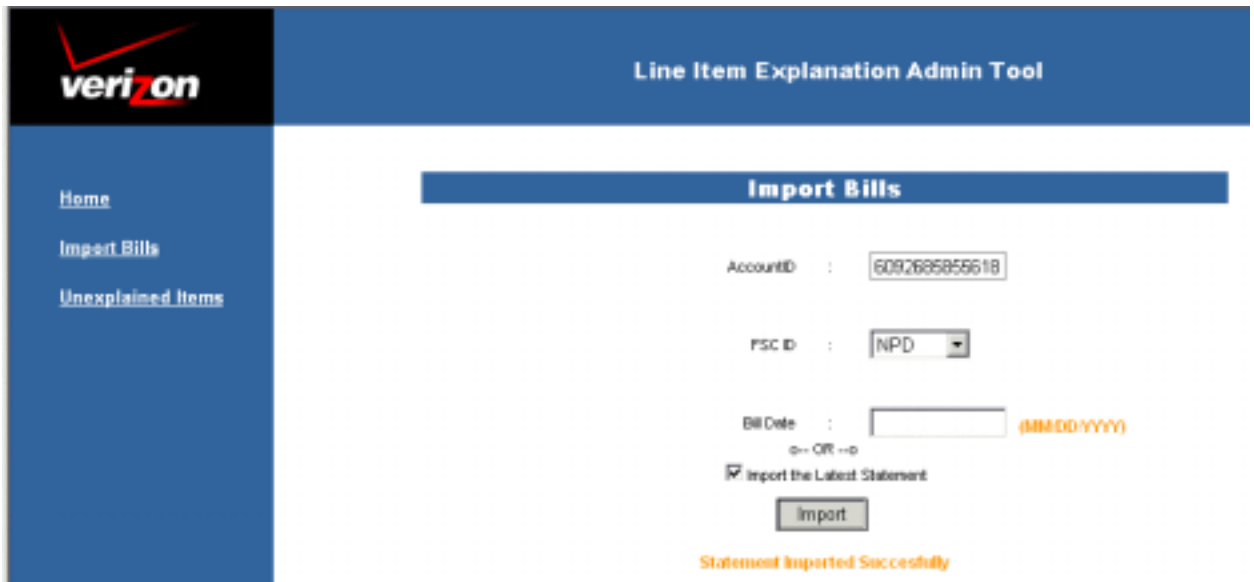 verizon
Line Item Explanation Admin Tool
Home
Import Bills
Unexplained Items
Import Bills
AccountID : 6092685855618
FSC ID : NPD
Bill Date : (MM/DD/YYYY)
o-- OR --o
Import the Latest Statement
Import
Statement Imported Succesfully